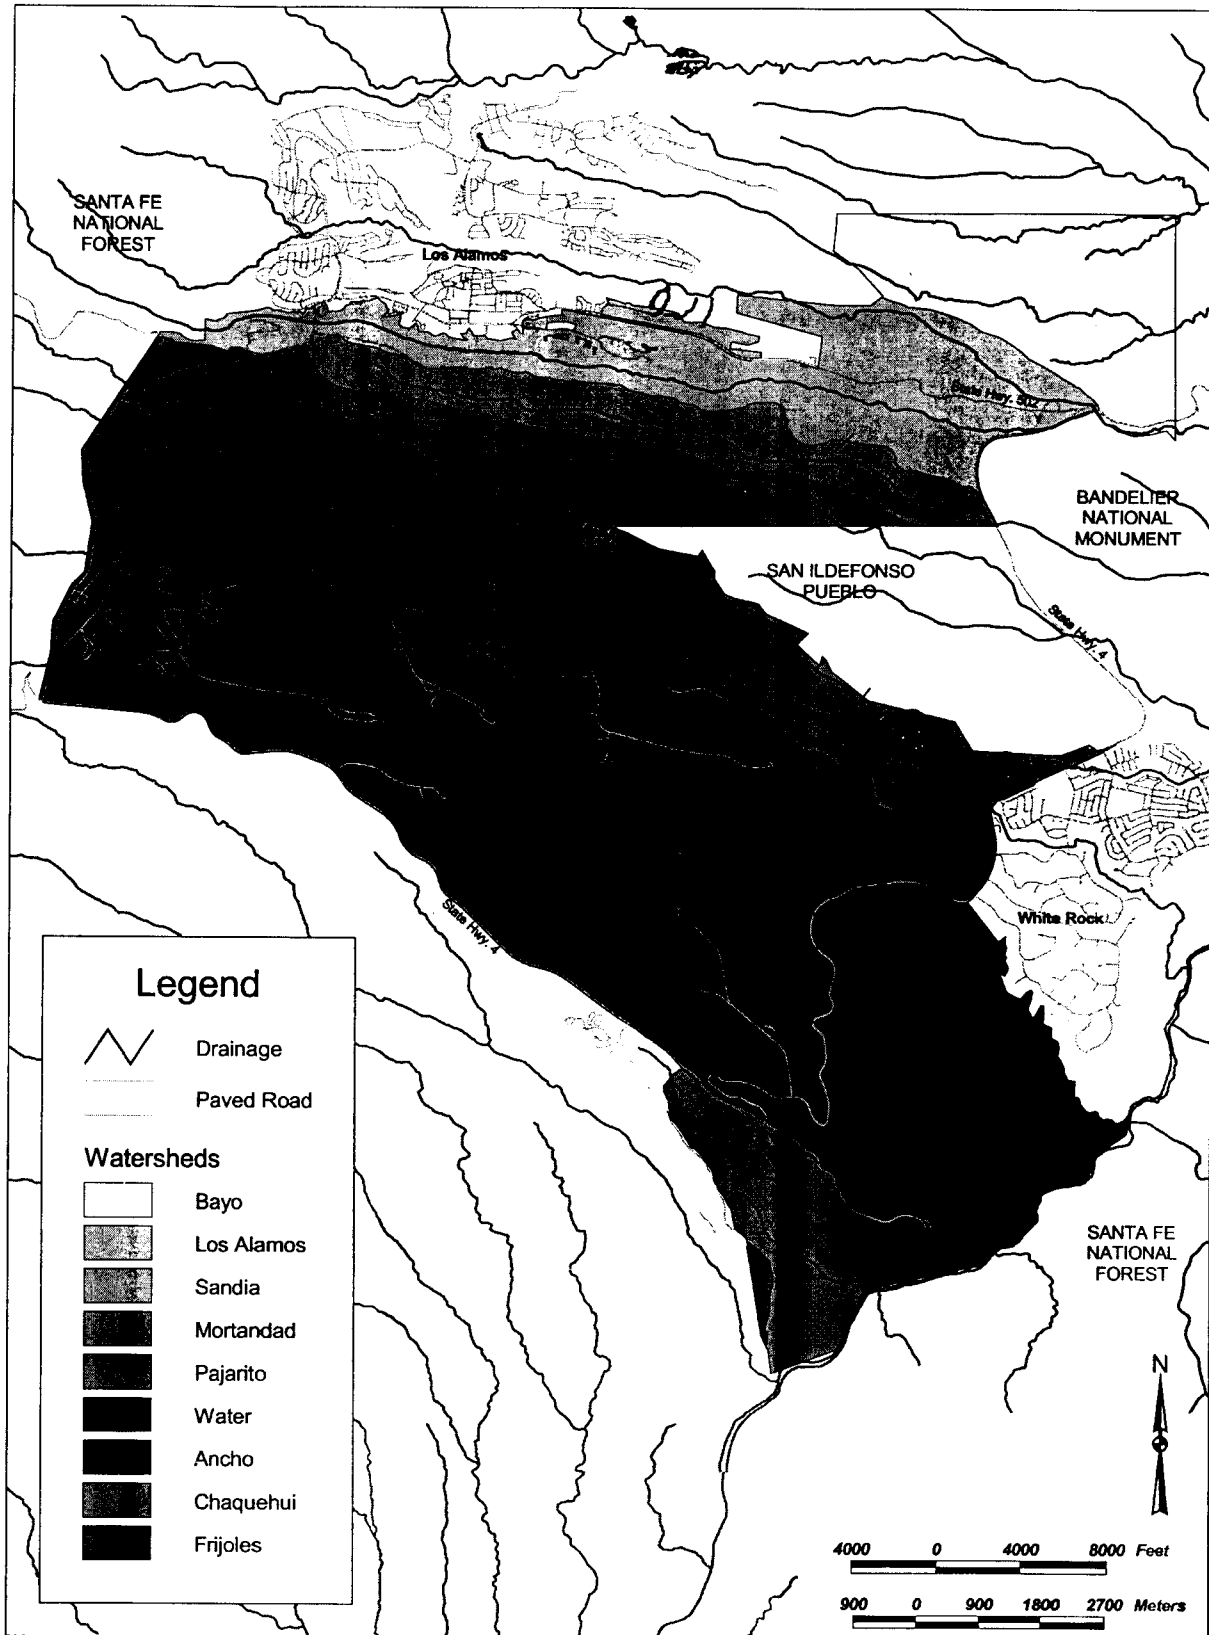 SANTA FE
NATIONAL
FOREST
Los Alamos
State Hwy. 502
BANDELIER
NATIONAL
MONUMENT
SAN ILDEFONSO
PUEBLO
State Hwy. 4
State Hwy. 4
White Rock
Legend
Drainage
Paved Road
Watersheds
Bayo
Los Alamos
Sandia
Mortandad
Pajarito
Water
Ancho
Chaquehui
Frijoles
SANTA FE
NATIONAL
FOREST
N
4000 0 4000 8000 Feet
900 0 900 1800 2700 Meters